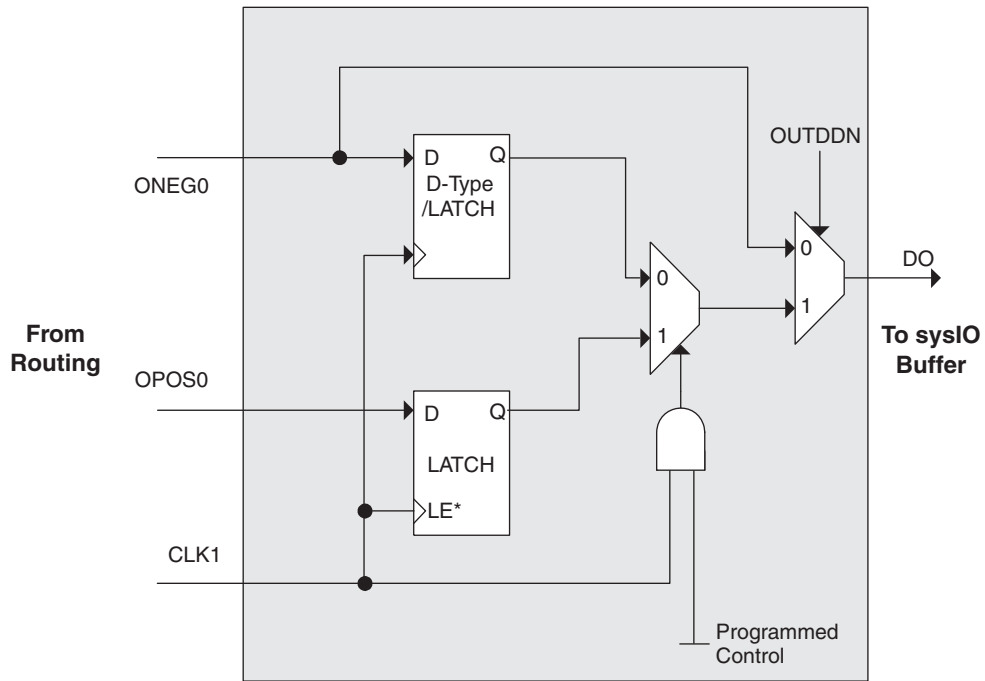 OUTDDN
ONEG0
D
Q
D-Type
/LATCH
0
0
DO
1
1
From
Routing
To sysIO
Buffer
OPOS0
D
Q
LATCH
LE*
CLK1
Programmed
Control